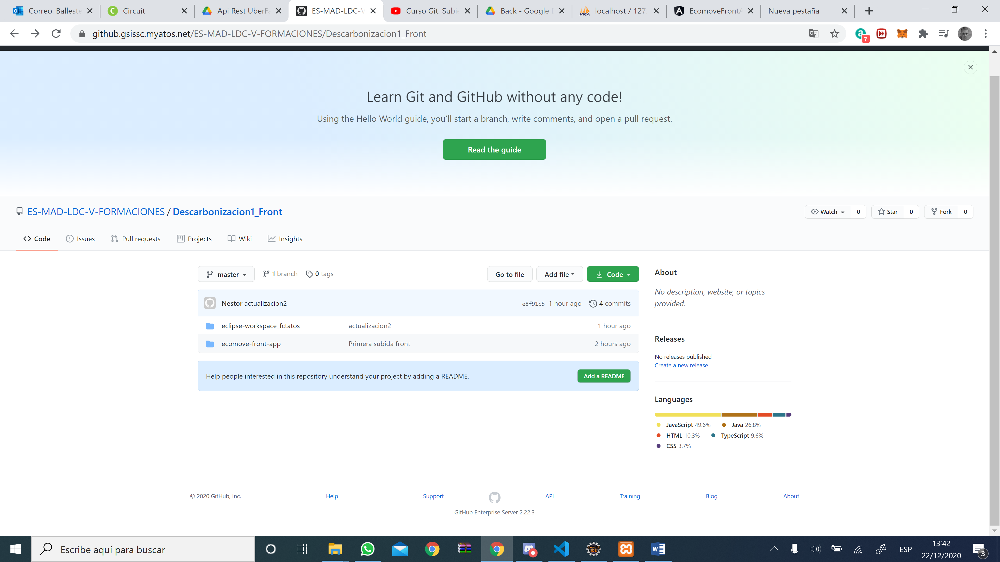 Correo: Balleste
Circuit
Api Rest UberFa
ES-MAD-LDC-V
Curso Git. Subie
Back - Google D
localhost / 127.
EcomoveFrontA
Nueva pestaña
github.gsissc.myatos.net/ES-MAD-LDC-V-FORMACIONES/Descarbonizacion1_Front
7
Learn Git and GitHub without any code!
Using the Hello World guide, you’ll start a branch, write comments, and open a pull request.
Read the guide
ES-MAD-LDC-V-FORMACIONES / Descarbonizacion1_Front
Watch 0 Star 0 Fork 0
Code Issues Pull requests Projects Wiki Insights
master 1 branch 0 tags Go to file Add file Code
Nestor actualizacion2 e8f91c5 1 hour ago 4 commits
eclipse-workspace_fctatos actualizacion2 1 hour ago
ecomove-front-app Primera subida front 2 hours ago
Help people interested in this repository understand your project by adding a README. Add a README
About
No description, website, or topics
provided.
Releases
No releases published
Create a new release
Languages
JavaScript 49.6% Java 26.8%
HTML 10.3% TypeScript 9.6%
CSS 3.7%
© 2020 GitHub, Inc. Help Support API Training Blog About
GitHub Enterprise Server 2.22.3
Escribe aquí para buscar
ESP
13:42
22/12/2020
3